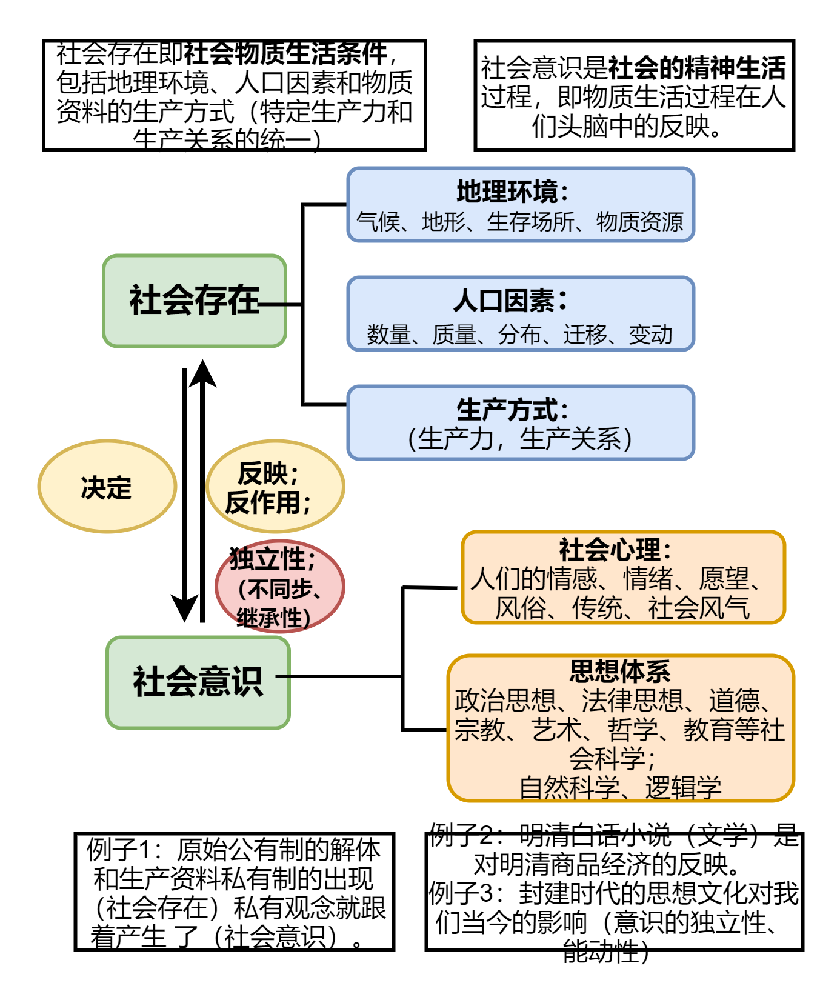 社会存在即社会物质生活条件，
包括地理环境、人口因素和物质
资料的生产方式（特定生产力和
生产关系的统一）
社会意识是社会的精神生活
过程，即物质生活过程在人
们头脑中的反映。
地理环境：
气候、地形、生存场所、物质资源
社会存在
人口因素：
数量、质量、分布、迁移、变动
生产方式：
（生产力，生产关系）
决定
反映；
反作用；
独立性；
（不同步、
继承性）
社会心理：
人们的情感、情绪、愿望、
风俗、传统、社会风气
社会意识
思想体系
政治思想、法律思想、道德、
宗教、艺术、哲学、教育等社
会科学；
自然科学、逻辑学
例子1：原始公有制的解体
和生产资料私有制的出现
（社会存在）私有观念就跟
着产生 了（社会意识）。
例子2：明清白话小说（文学）是
对明清商品经济的反映。
例子3：封建时代的思想文化对我
们当今的影响（意识的独立性、
能动性）